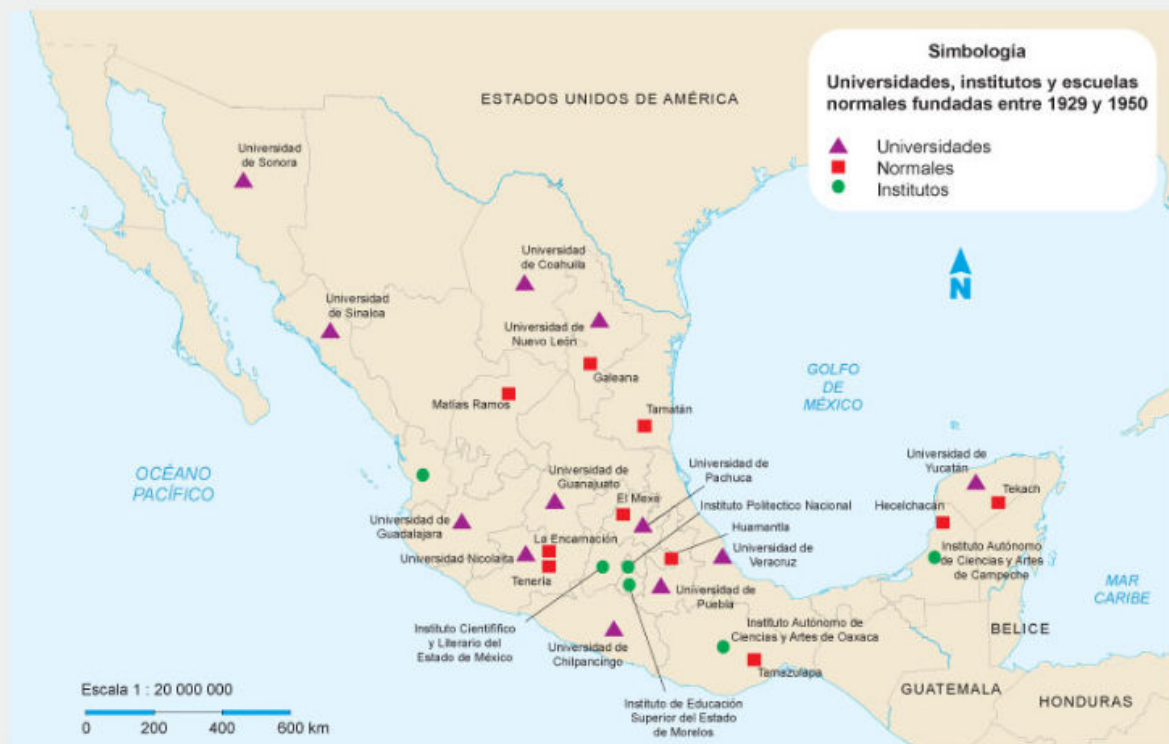 Simbología
Universidades, institutos y escuelas
normales fundadas entre 1929 y 1950
Universidades
Normales
Institutos
ESTADOS UNIDOS DE AMÉRICA
Universidad
de Sonora
Universidad
de Coahuila
Universidad
de Sinaloa
Universidad de
Nuevo León
Galeana
Matías Ramos
Tamatán
GOLFO
DE
MÉXICO
N
OCÉANO
PACÍFICO
Universidad de
Guanajuato
Universidad de
Pachuca
El Mexe
Instituto Politectico Nacional
Universidad de
Yucatán
Tekach
Hecelchacán
Huamantla
Universidad de
Guadalajara
La Encarnación
Universidad Nicolaita
Universidad de
Veracruz
Instituto Autónomo
de Ciencias y Artes
de Campeche
Tenería
Universidad de
Puebla
MAR
CARIBE
Instituto Científifico
y Literario del
Estado de México
Universidad de
Chilpancingo
Instituto Autónomo de
Ciencias y Artes de Oaxaca
Tamazulapa
BELICE
Instituto de Educación
Superior del Estado
de Morelos
GUATEMALA
HONDURAS
Escala 1 : 20 000 000
0 200 400 600 km